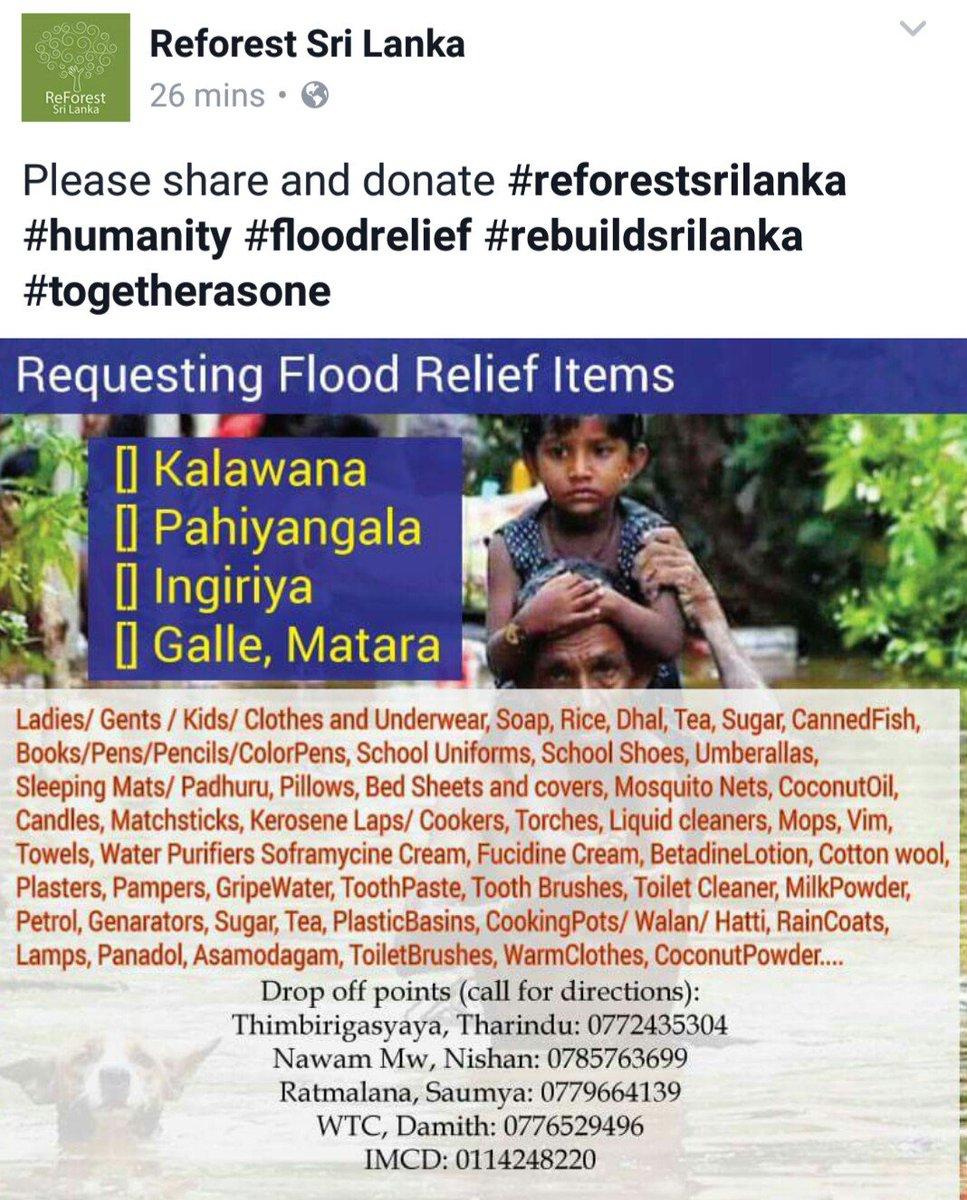 ReForest
Sri Lanka
Reforest Sri Lanka
26 mins •
Please share and donate #reforestsrilanka
#humanity #floodrelief #rebuildsrilanka
#togetherasone
Requesting Flood Relief Items
[] Kalawana
[] Pahiyangala
[] Ingiriya
[] Galle, Matara
Ladies/ Gents / Kids/ Clothes and Underwear, Soap, Rice, Dhal, Tea, Sugar, CannedFish,
Books/Pens/Pencils/ColorPens, School Uniforms, School Shoes, Umberallas,
Sleeping Mats/ Padhuru, Pillows, Bed Sheets and covers, Mosquito Nets, CoconutOil,
Candles, Matchsticks, Kerosene Laps/ Cookers, Torches, Liquid cleaners, Mops, Vim,
Towels, Water Purifiers Soframycine Cream, Fucidine Cream, BetadineLotion, Cotton wool,
Plasters, Pampers, GripeWater, ToothPaste, Tooth Brushes, Toilet Cleaner, MilkPowder,
Petrol, Genarators, Sugar, Tea, PlasticBasins, CookingPots/ Walan/ Hatti, RainCoats,
Lamps, Panadol, Asamodagam, ToiletBrushes, WarmClothes, CoconutPowder....
Drop off points (call for directions):
Thimbirigasyaya, Tharindu: 0772435304
Nawam Mw, Nishan: 0785763699
Ratmalana, Saumya: 0779664139
WTC, Damith: 0776529496
IMCD: 0114248220